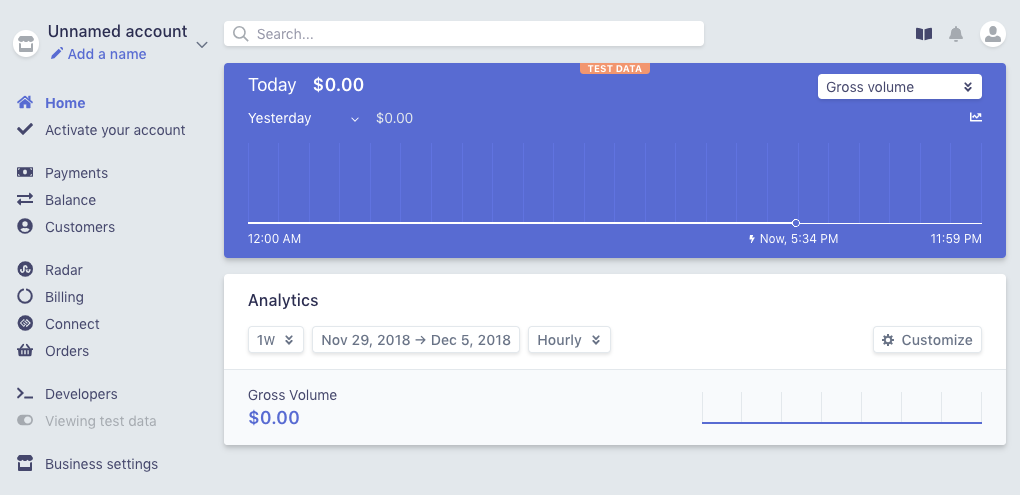 Unnamed account
Add a name
Home
Activate your account
Payments
Balance
Customers
Radar
Billing
Connect
Orders
Developers
Viewing test data
Business settings
Search...
TEST DATA
Today $0.00
Gross volume
Yesterday $0.00
12:00 AM
Now, 5:34 PM
11:59 PM
Analytics
1w
Nov 29, 2018 → Dec 5, 2018
Hourly
Customize
Gross Volume
$0.00